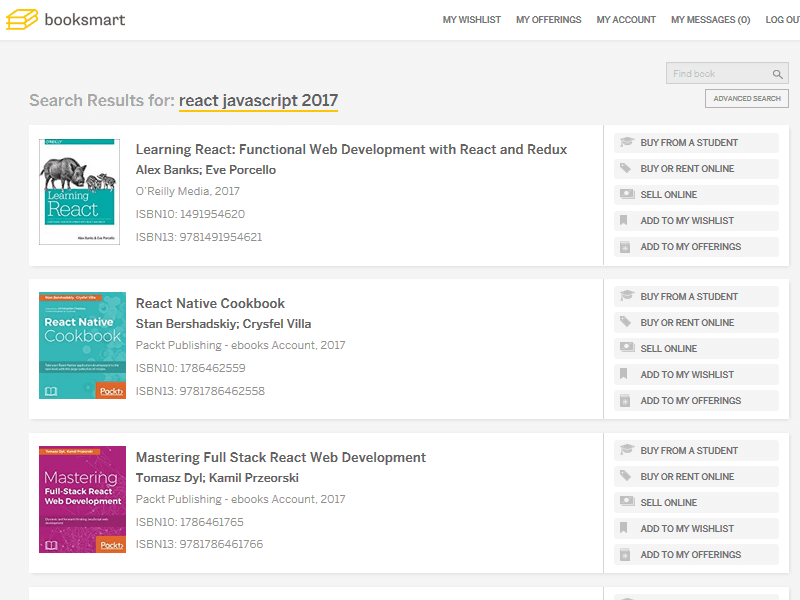 booksmart
MY WISHLIST MY OFFERINGS MY ACCOUNT MY MESSAGES (0) LOG OU
Find book
ADVANCED SEARCH
Search Results for: react javascript 2017
O'REILLY
Learning
React
Alex Banks & Eve Porcello
Learning React: Functional Web Development with React and Redux
Alex Banks; Eve Porcello
O'Reilly Media, 2017
ISBN10: 1491954620
ISBN13: 9781491954621
BUY FROM A STUDENT
BUY OR RENT ONLINE
SELL ONLINE
ADD TO MY WISHLIST
ADD TO MY OFFERINGS
Stan Bershadskiy, Crysfel Villa
React Native
Cookbook
Packt
React Native Cookbook
Stan Bershadskiy; Crysfel Villa
Packt Publishing - ebooks Account, 2017
ISBN10: 1786462559
ISBN13: 9781786462558
BUY FROM A STUDENT
BUY OR RENT ONLINE
SELL ONLINE
ADD TO MY WISHLIST
ADD TO MY OFFERINGS
Tomasz Dyl, Kamil Przeorski
Mastering
Full-Stack React
Web Development
Packt
Mastering Full Stack React Web Development
Tomasz Dyl; Kamil Przeorski
Packt Publishing - ebooks Account, 2017
ISBN10: 1786461765
ISBN13: 9781786461766
BUY FROM A STUDENT
BUY OR RENT ONLINE
SELL ONLINE
ADD TO MY WISHLIST
ADD TO MY OFFERINGS